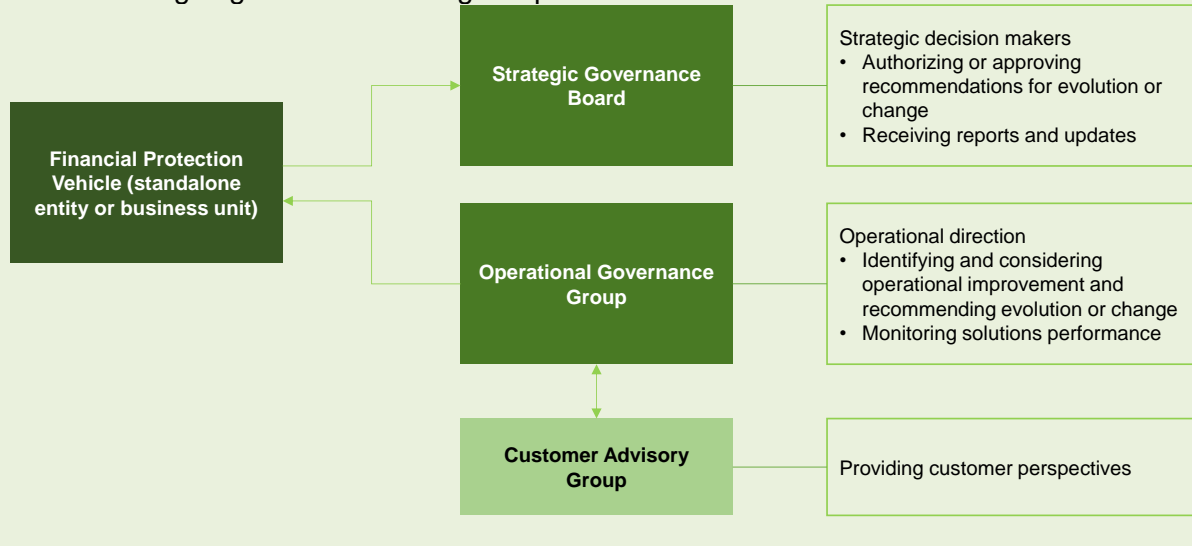 Strategic Governance
Board
Strategic decision makers
• Authorizing or approving
recommendations for evolution or
change
• Receiving reports and updates
Financial Protection
Vehicle (standalone
entity or business unit)
Operational Governance
Group
Operational direction
• Identifying and considering
operational improvement and
recommending evolution or change
• Monitoring solutions performance
Customer Advisory
Group
Providing customer perspectives